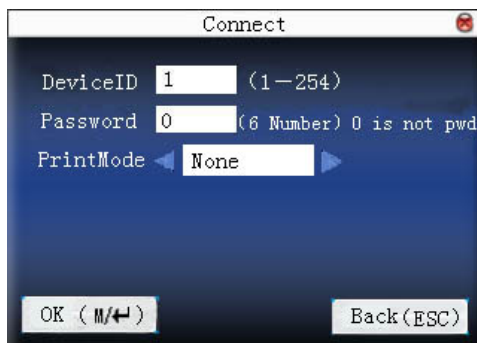 Connect
DeviceID 1 (1-254)
Password 0 (6 Number) 0 is not pwd
PrintMode None
OK (M/↵) Back(ESC)